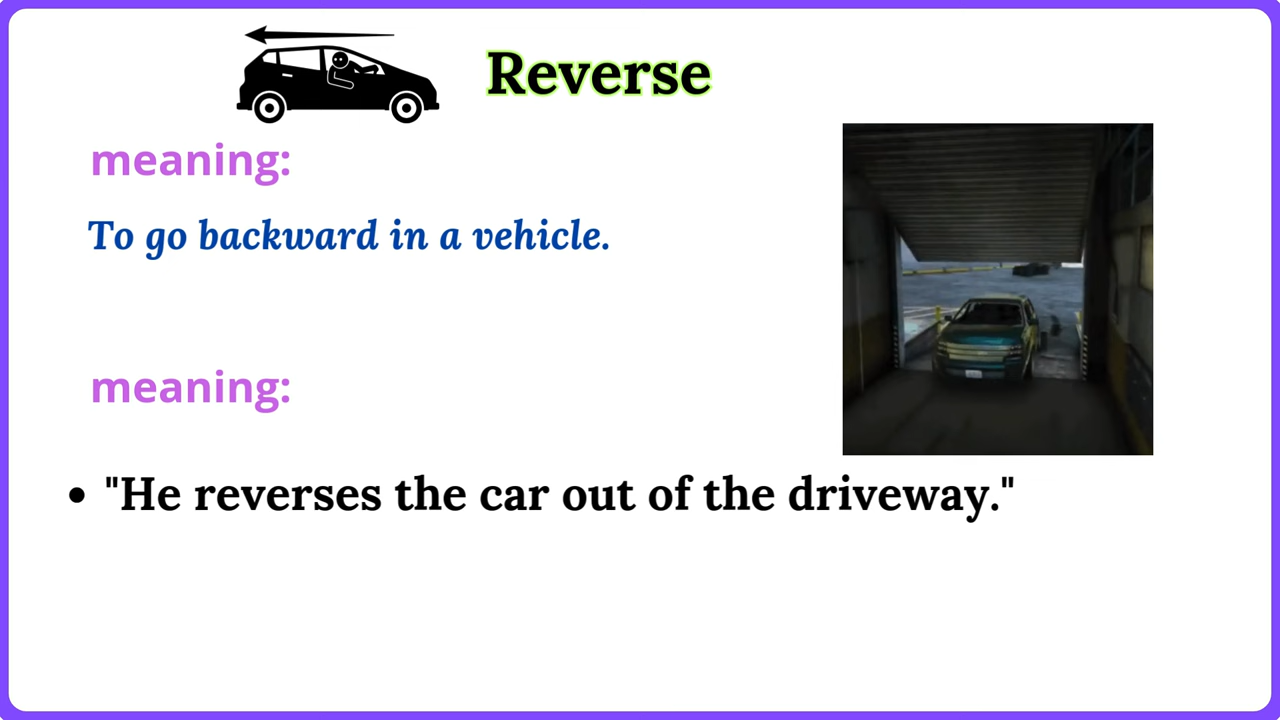 Reverse
meaning:
To go backward in a vehicle.
meaning:
• "He reverses the car out of the driveway."